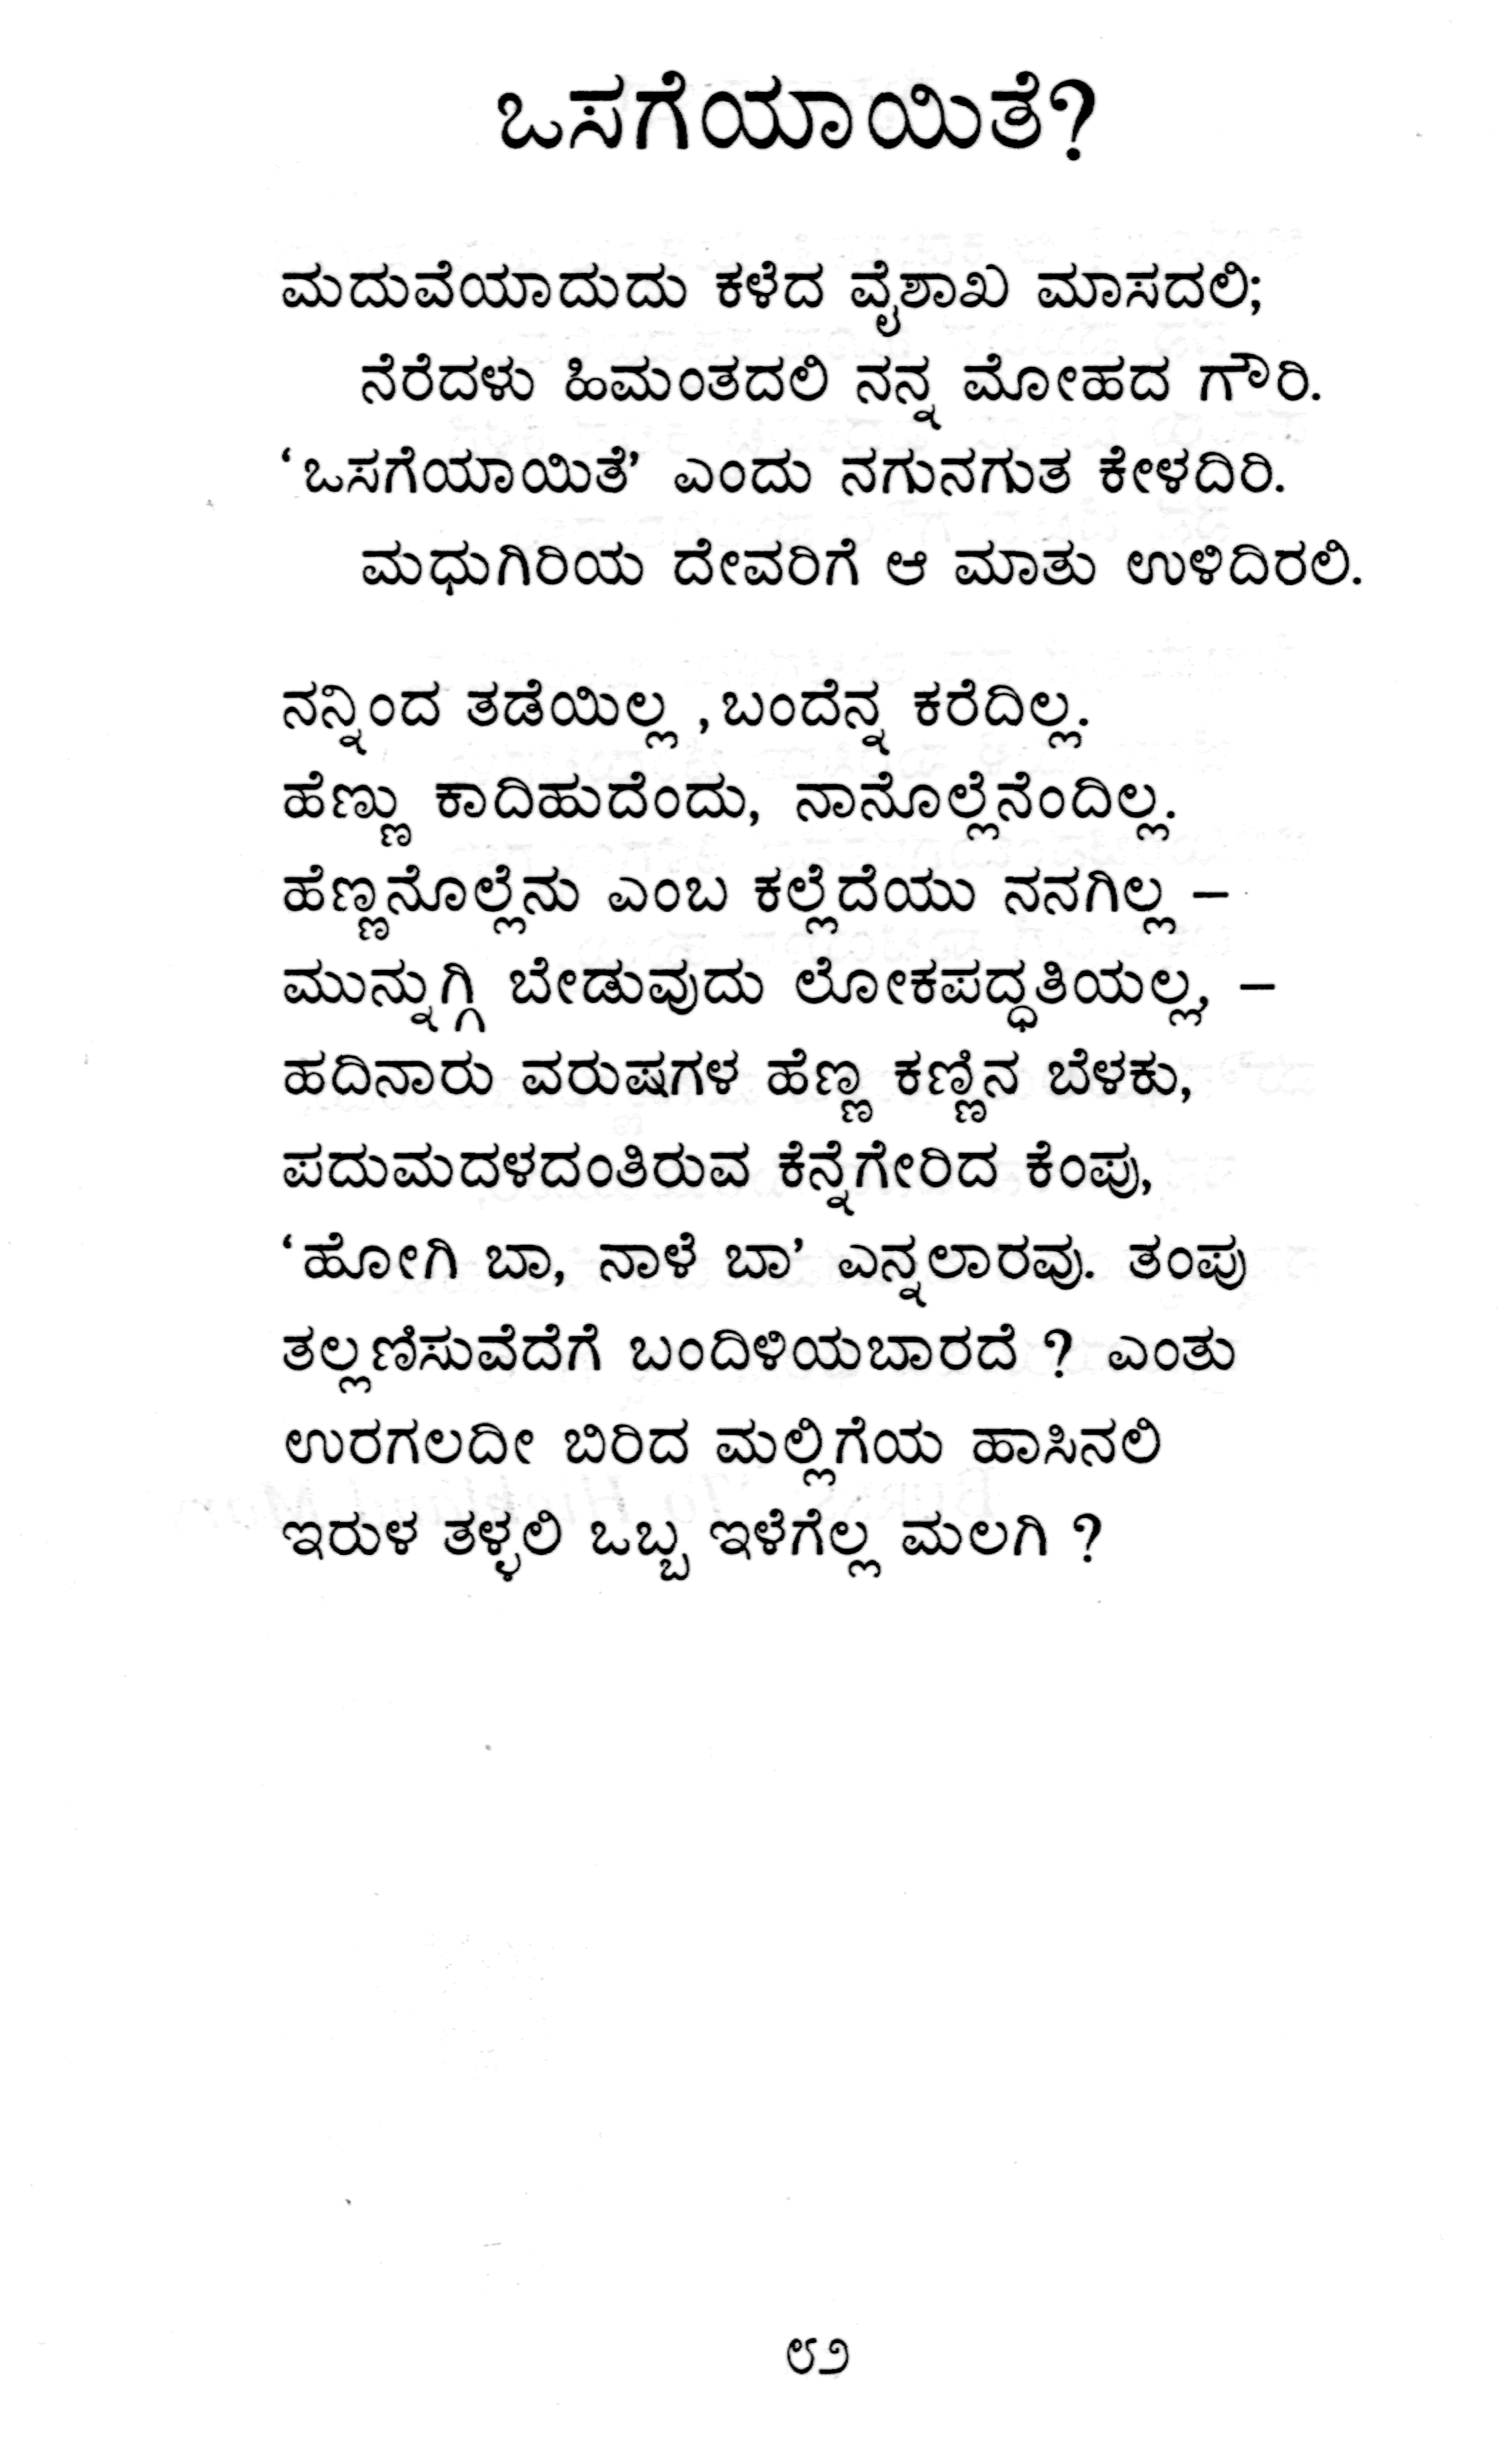 ಒಸಗೆಯಾಯಿತೆ?
ಮದುವೆಯಾದುದು ಕಳೆದ ವೈಶಾಖ ಮಾಸದಲಿ;
ನೆರೆದಳು ಹಿಮಂತದಲಿ ನನ್ನ ಮೋಹದ ಗೌರಿ.
‘ಒಸಗೆಯಾಯಿತೆ’ ಎಂದು ನಗುನಗುತ ಕೇಳದಿರಿ.
ಮಧುಗಿರಿಯ ದೇವರಿಗೆ ಆ ಮಾತು ಉಳಿದಿರಲಿ.
ನನ್ನಿಂದ ತಡೆಯಿಲ್ಲ ,ಬಂದೆನ್ನ ಕರೆದಿಲ್ಲ.
ಹೆಣ್ಣು ಕಾದಿಹುದೆಂದು, ನಾನೊಲ್ಲೆನೆಂದಿಲ್ಲ.
ಹೆಣ್ಣನೊಲ್ಲೆನು ಎಂಬ ಕಲ್ಲೆದೆಯು ನನಗಿಲ್ಲ –
ಮುನ್ನುಗ್ಗಿ ಬೇಡುವುದು ಲೋಕಪದ್ಧತಿಯಲ್ಲ, –
ಹದಿನಾರು ವರುಷಗಳ ಹೆಣ್ಣ ಕಣ್ಣಿನ ಬೆಳಕು,
ಪದುಮದಳದಂತಿರುವ ಕೆನ್ನೆಗೇರಿದ ಕೆಂಪು,
‘ಹೋಗಿ ಬಾ, ನಾಳೆ ಬಾ’ ಎನ್ನಲಾರವು. ತಂಪು
ತಲ್ಲಣಿಸುವೆದೆಗೆ ಬಂದಿಳಿಯಬಾರದೆ ? ಎಂತು
ಉರಗಲದೀ ಬಿರಿದ ಮಲ್ಲಿಗೆಯ ಹಾಸಿನಲಿ
ಇರುಳ ತಳ್ಳಲಿ ಒಬ್ಬ ಇಳೆಗೆಲ್ಲ ಮಲಗಿ ?
೮೨